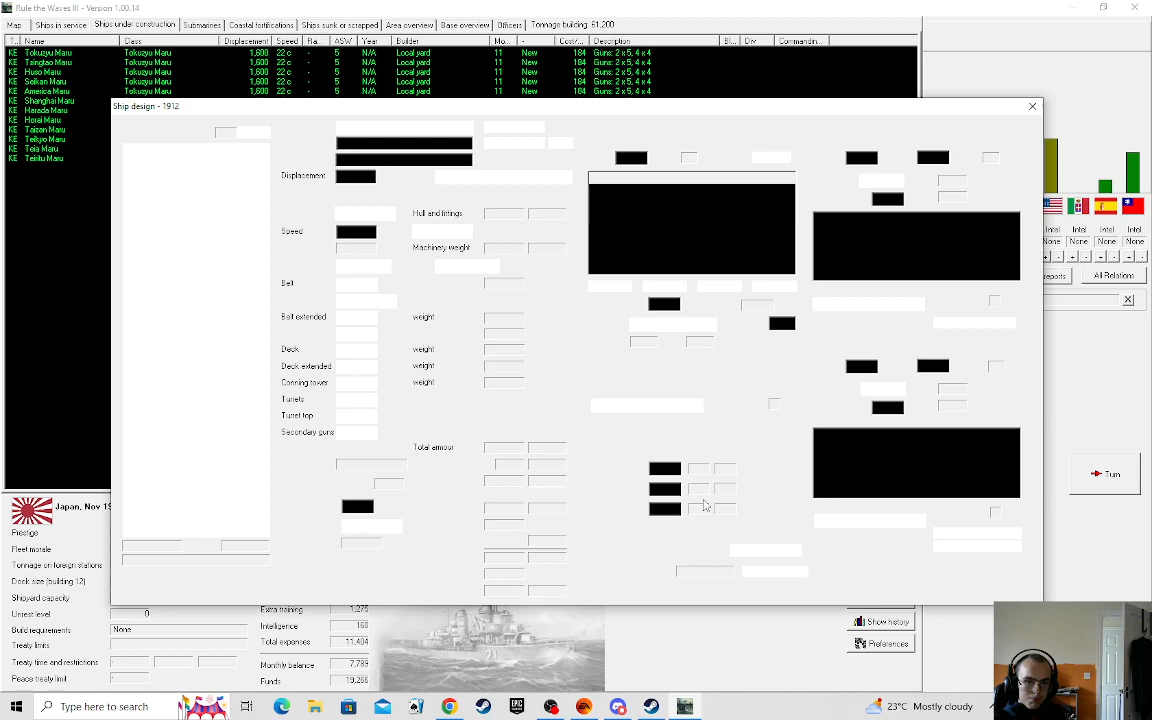 Rule the Waves III - Version 1.00.14
Map Ships in service Ships under construction Submarines Coastal fortifications Ships sunk or scrapped Area overview Base overview Officers Tonnage building: 61,200
T.. Name Class Displacement Speed Ra... ASW Year Builder Mo... - Cost/... Description Bl... Div Commandin...
KE Tokuzyu Maru Tokuzyu Maru 1,600 22 c - 5 N/A Local yard 11 New 184 Guns: 2 x 5, 4 x 4
KE Tsingtao Maru Tokuzyu Maru 1,600 22 c - 5 N/A Local yard 11 New 184 Guns: 2 x 5, 4 x 4
KE Huso Maru Tokuzyu Maru 1,600 22 c - 5 N/A Local yard 11 New 184 Guns: 2 x 5, 4 x 4
KE Seikan Maru Tokuzyu Maru 1,600 22 c - 5 N/A Local yard 11 New 184 Guns: 2 x 5, 4 x 4
KE America Maru Tokuzyu Maru 1,600 22 c - 5 N/A Local yard 11 New 184 Guns: 2 x 5, 4 x 4
KE Shanghai Maru
KE Harada Maru
KE Horai Maru
KE Taizan Maru
KE Teikyo Maru
KE Teia Maru
KE Teiritu Maru
Ship design - 1912
Displacement
Hull and fittings
Speed
Machinery weight
Belt
Belt extended weight
Deck weight
Deck extended weight
Conning tower weight
Turrets
Turret top
Secondary guns
Total armour
Intel Intel Intel Intel
None None None None
+ - + - + - + -
reports All Relations
X
Turn
Japan, Nov 19
Prestige
Fleet morale
Tonnage on foreign stations
Dock size (building 12)
Shipyard capacity
Unrest level 0
Build requirements None
Treaty limits
Treaty time and restrictions - -
Peace treaty limit -
Extra training 1,275
Intelligence 160
Total expenses 11,404
Monthly balance 7,789
Funds 19,266
Show history
Preferences
Type here to search
23°C Mostly cloudy